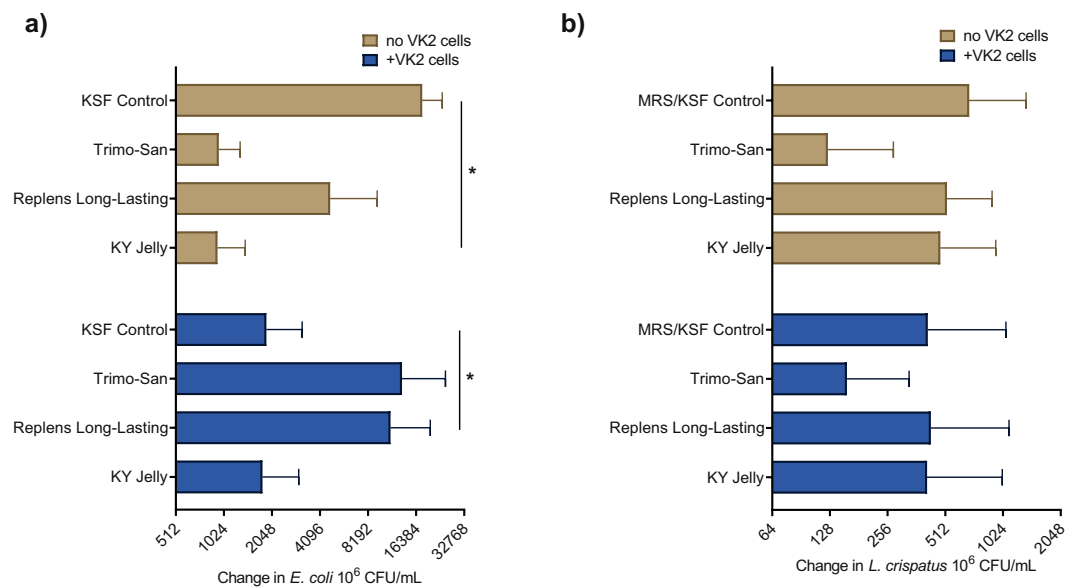 a)
no VK2 cells
+VK2 cells
KSF Control
Trimo-San
Replens Long-Lasting
KY Jelly
*
KSF Control
Trimo-San
Replens Long-Lasting
KY Jelly
*
512 1024 2048 4096 8192 16384 32768
Change in E. coli 10⁶ CFU/mL
b)
no VK2 cells
+VK2 cells
MRS/KSF Control
Trimo-San
Replens Long-Lasting
KY Jelly
MRS/KSF Control
Trimo-San
Replens Long-Lasting
KY Jelly
64 128 256 512 1024 2048
Change in L. crispatus 10⁶ CFU/mL